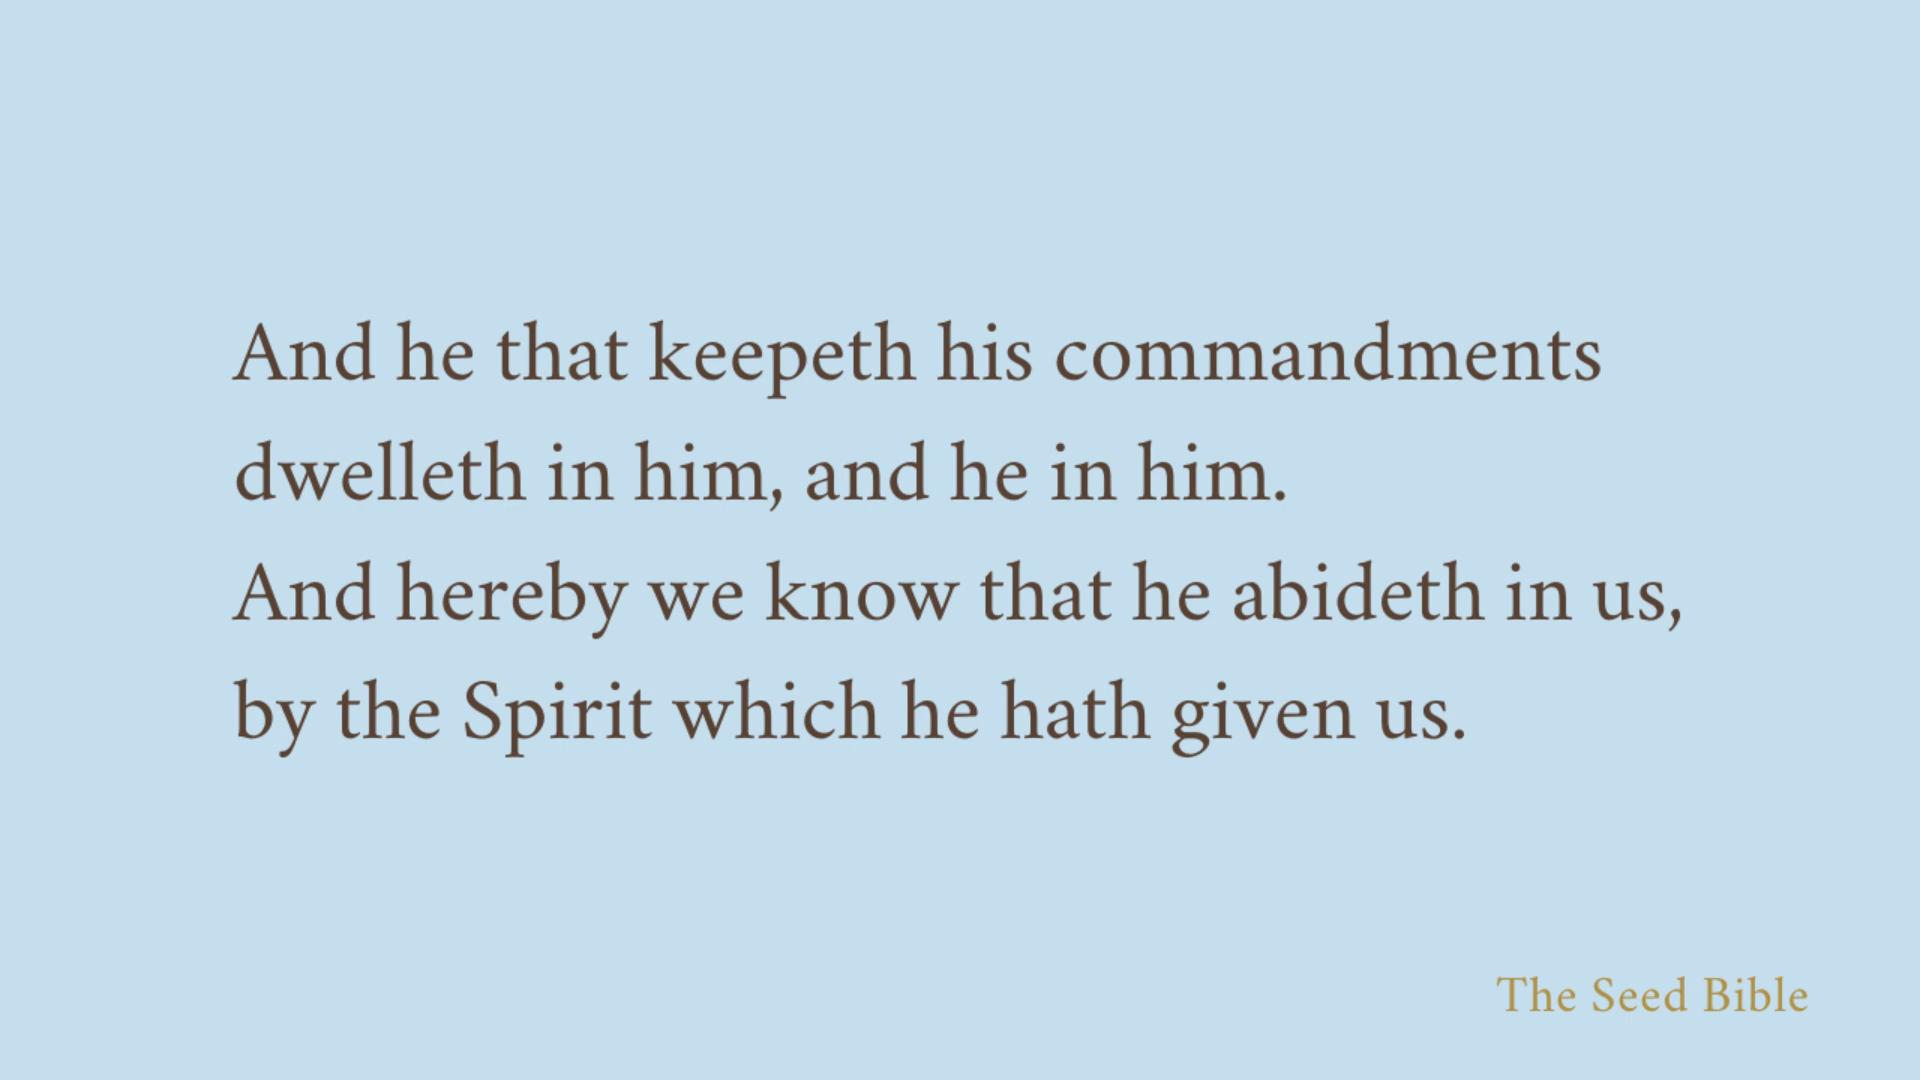 And he that keepeth his commandments
dwelleth in him, and he in him.
And hereby we know that he abideth in us,
by the Spirit which he hath given us.
The Seed Bible